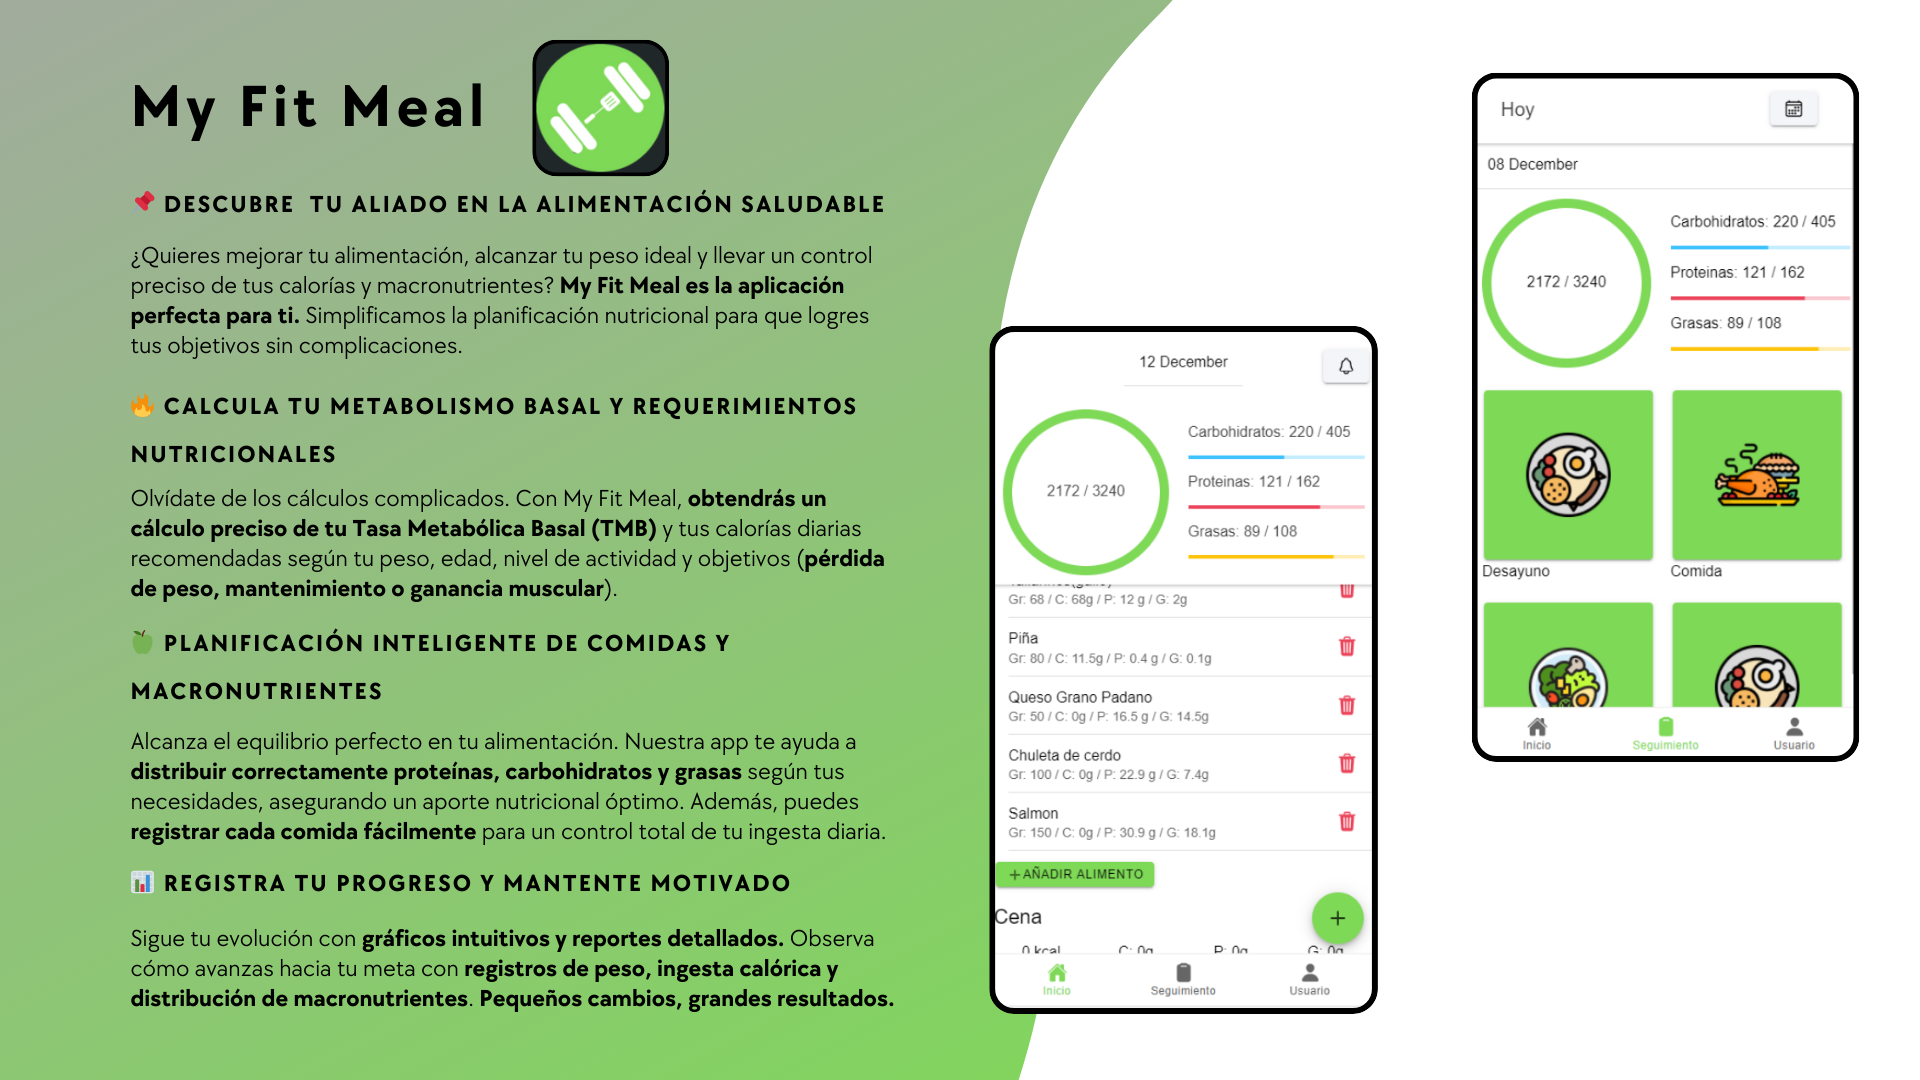 My Fit Meal
📌 DESCUBRE TU ALIADO EN LA ALIMENTACIÓN SALUDABLE
¿Quieres mejorar tu alimentación, alcanzar tu peso ideal y llevar un control
preciso de tus calorías y macronutrientes? My Fit Meal es la aplicación
perfecta para ti. Simplificamos la planificación nutricional para que logres
tus objetivos sin complicaciones.
🔥 CALCULA TU METABOLISMO BASAL Y REQUERIMIENTOS
NUTRICIONALES
Olvídate de los cálculos complicados. Con My Fit Meal, obtendrás un
cálculo preciso de tu Tasa Metabólica Basal (TMB) y tus calorías diarias
recomendadas según tu peso, edad, nivel de actividad y objetivos (pérdida
de peso, mantenimiento o ganancia muscular).
🍏 PLANIFICACIÓN INTELIGENTE DE COMIDAS Y
MACRONUTRIENTES
Alcanza el equilibrio perfecto en tu alimentación. Nuestra app te ayuda a
distribuir correctamente proteínas, carbohidratos y grasas según tus
necesidades, asegurando un aporte nutricional óptimo. Además, puedes
registrar cada comida fácilmente para un control total de tu ingesta diaria.
📊 REGISTRA TU PROGRESO Y MANTENTE MOTIVADO
Sigue tu evolución con gráficos intuitivos y reportes detallados. Observa
cómo avanzas hacia tu meta con registros de peso, ingesta calórica y
distribución de macronutrientes. Pequeños cambios, grandes resultados.
12 December
2172 / 3240
Carbohidratos: 220 / 405
Proteinas: 121 / 162
Grasas: 89 / 108
Gr: 68 / C: 68g / P: 12 g / G: 2g
Piña
Gr: 80 / C: 11.5g / P: 0.4 g / G: 0.1g
Queso Grano Padano
Gr: 50 / C: 0g / P: 16.5 g / G: 14.5g
Chuleta de cerdo
Gr: 100 / C: 0g / P: 22.9 g / G: 7.4g
Salmon
Gr: 150 / C: 0g / P: 30.9 g / G: 18.1g
+ AÑADIR ALIMENTO
Cena
+
0 kcal C: 0g P: 0g G: 0g
Inicio Seguimiento Usuario
Hoy
08 December
2172 / 3240
Carbohidratos: 220 / 405
Proteinas: 121 / 162
Grasas: 89 / 108
Desayuno Comida
Inicio Seguimiento Usuario